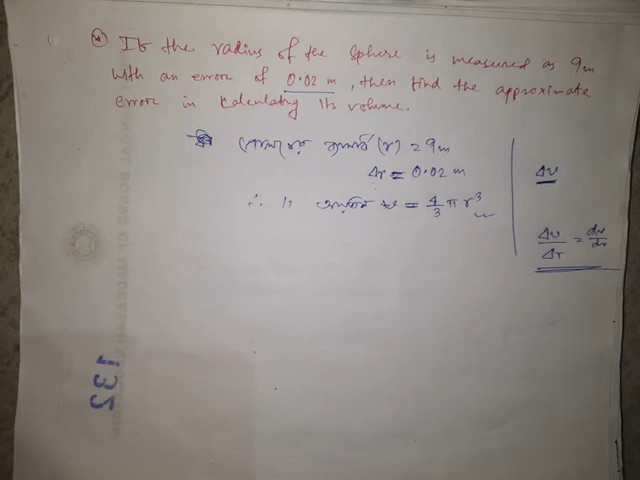 If the radius of the sphere is measured as 9m
with an error of 0.02 m, then find the approximate
error in calculating its volume.
গোলকের ব্যাসার্ধ (r) = 9m
Δr = 0.02 m
∴ 11 আয়তন v = 4/3 π r³
Δv
Δv/Δr = dv/dr
132